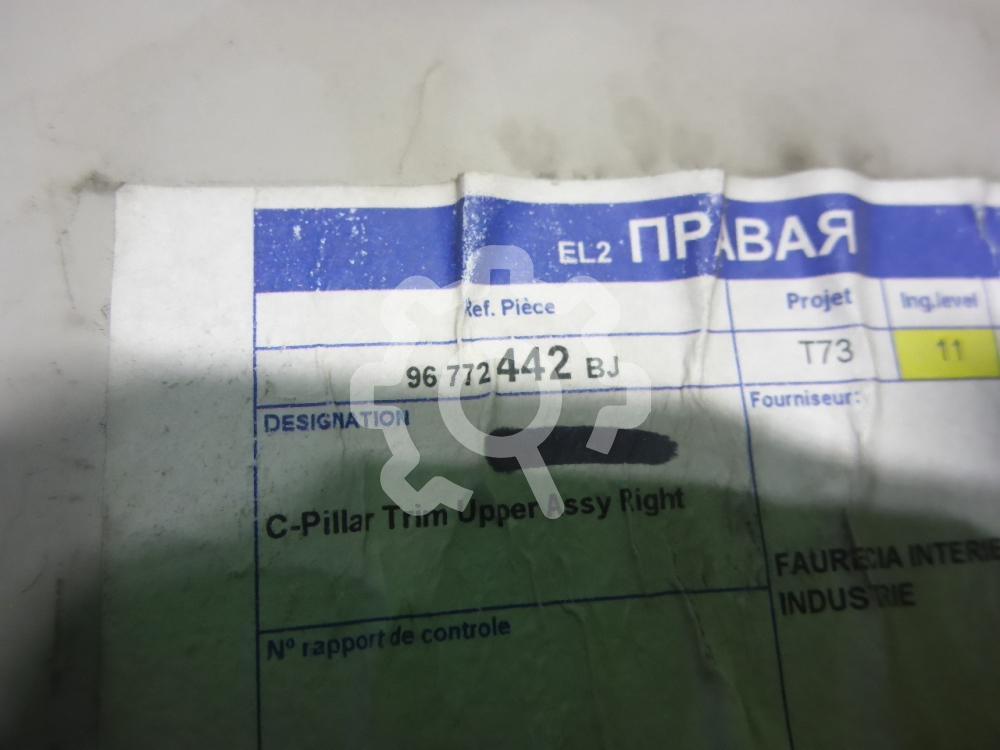 EL2 ПРАВАЯ
Ref. Pièce Projet Ing.level
96 772 442 BJ T73 11
DESIGNATION Fourniseur:
C-Pillar Trim Upper Assy Right
FAURECIA INTERIE
INDUSTRIE
Nº rapport de controle